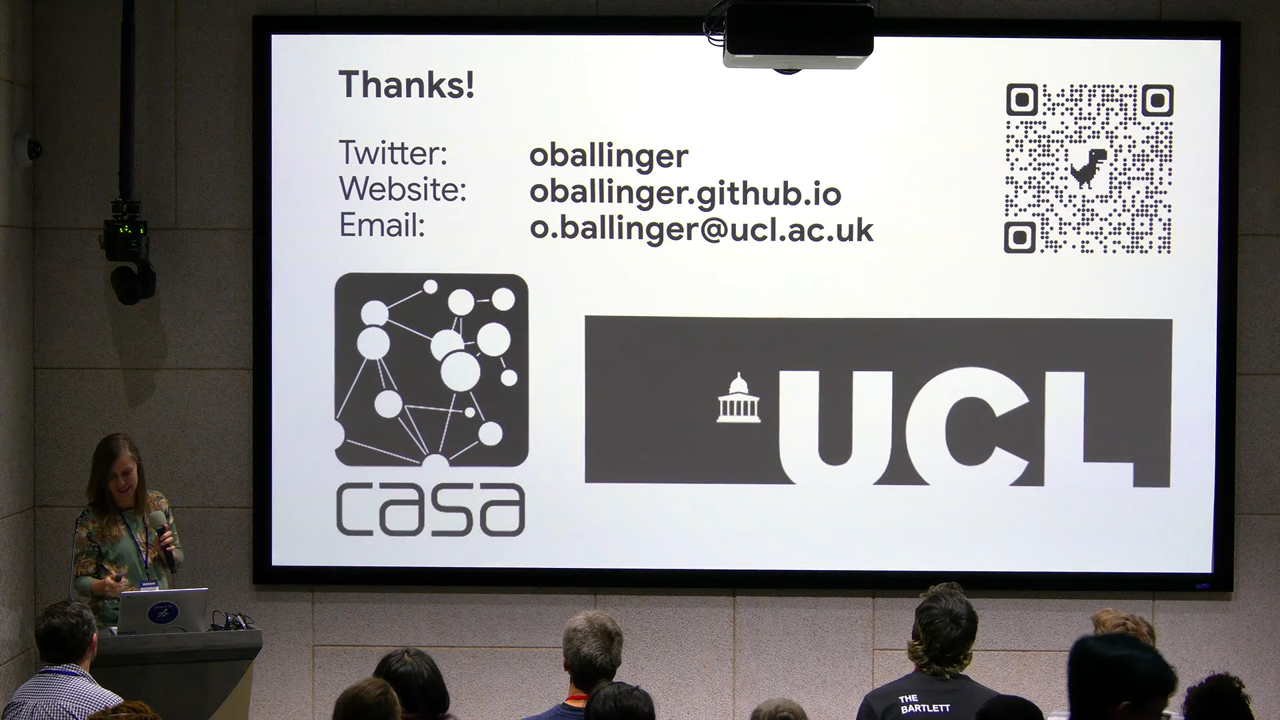 Thanks!
Twitter: oballinger
Website: oballinger.github.io
Email: o.ballinger@ucl.ac.uk
casa
UCL
THE
BARTLETT